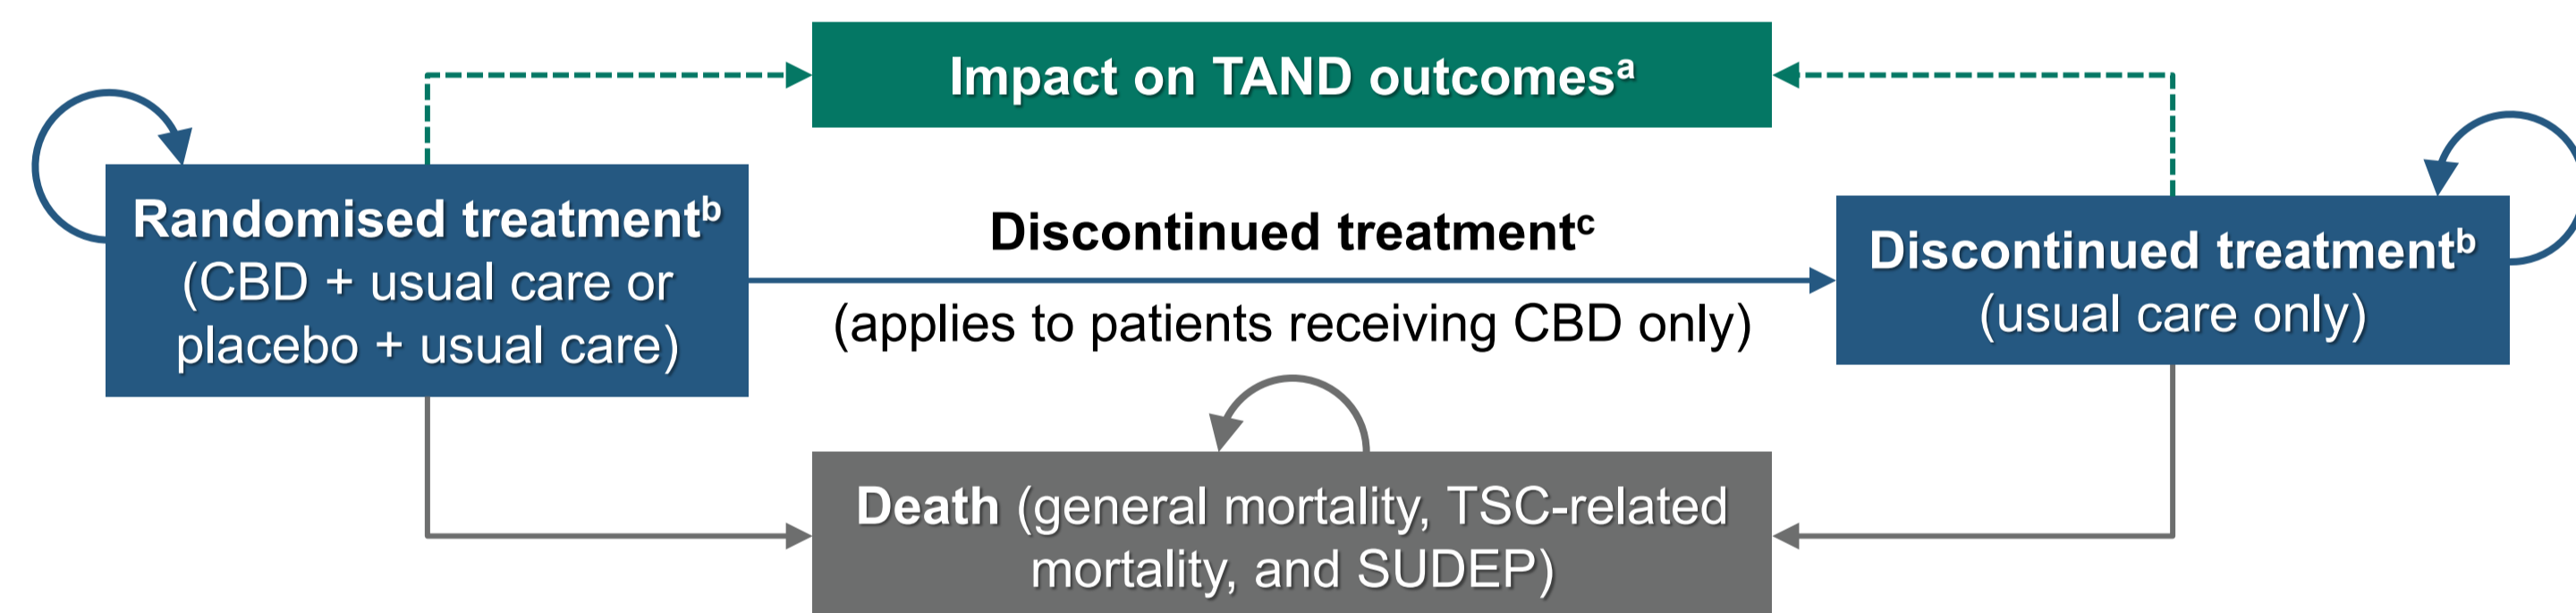 Impact on TAND outcomesᵃ
Randomised treatmentᵇ
(CBD + usual care or
placebo + usual care)
Discontinued treatmentᶜ
(applies to patients receiving CBD only)
Discontinued treatmentᵇ
(usual care only)
Death (general mortality, TSC-related
mortality, and SUDEP)